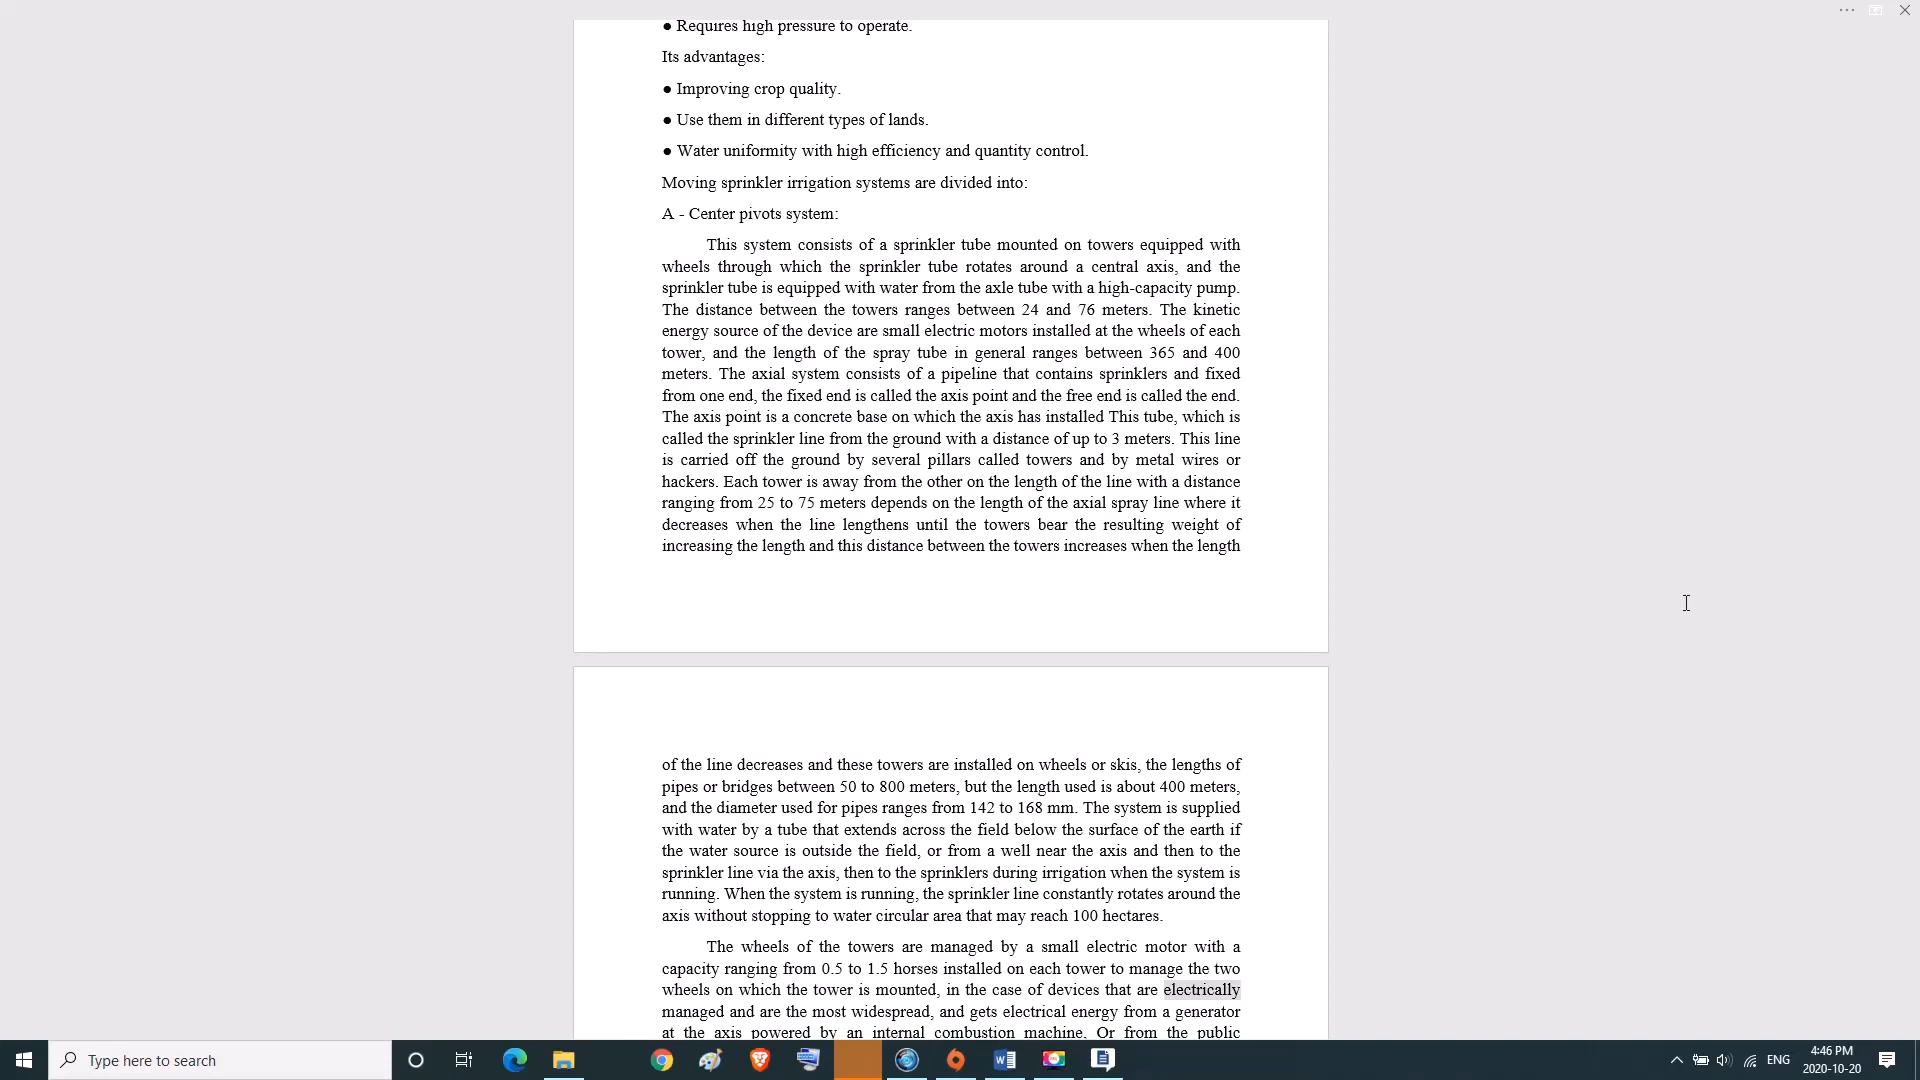 ● Requires high pressure to operate.
Its advantages:
● Improving crop quality.
● Use them in different types of lands.
● Water uniformity with high efficiency and quantity control.
Moving sprinkler irrigation systems are divided into:
A - Center pivots system:
This system consists of a sprinkler tube mounted on towers equipped with
wheels through which the sprinkler tube rotates around a central axis, and the
sprinkler tube is equipped with water from the axle tube with a high-capacity pump.
The distance between the towers ranges between 24 and 76 meters. The kinetic
energy source of the device are small electric motors installed at the wheels of each
tower, and the length of the spray tube in general ranges between 365 and 400
meters. The axial system consists of a pipeline that contains sprinklers and fixed
from one end, the fixed end is called the axis point and the free end is called the end.
The axis point is a concrete base on which the axis has installed This tube, which is
called the sprinkler line from the ground with a distance of up to 3 meters. This line
is carried off the ground by several pillars called towers and by metal wires or
hackers. Each tower is away from the other on the length of the line with a distance
ranging from 25 to 75 meters depends on the length of the axial spray line where it
decreases when the line lengthens until the towers bear the resulting weight of
increasing the length and this distance between the towers increases when the length
of the line decreases and these towers are installed on wheels or skis, the lengths of
pipes or bridges between 50 to 800 meters, but the length used is about 400 meters,
and the diameter used for pipes ranges from 142 to 168 mm. The system is supplied
with water by a tube that extends across the field below the surface of the earth if
the water source is outside the field, or from a well near the axis and then to the
sprinkler line via the axis, then to the sprinklers during irrigation when the system is
running. When the system is running, the sprinkler line constantly rotates around the
axis without stopping to water circular area that may reach 100 hectares.
The wheels of the towers are managed by a small electric motor with a
capacity ranging from 0.5 to 1.5 horses installed on each tower to manage the two
wheels on which the tower is mounted, in the case of devices that are electrically
managed and are the most widespread, and gets electrical energy from a generator
at the axis powered by an internal combustion machine. Or from the public
Type here to search
ENG
4:46 PM
2020-10-20